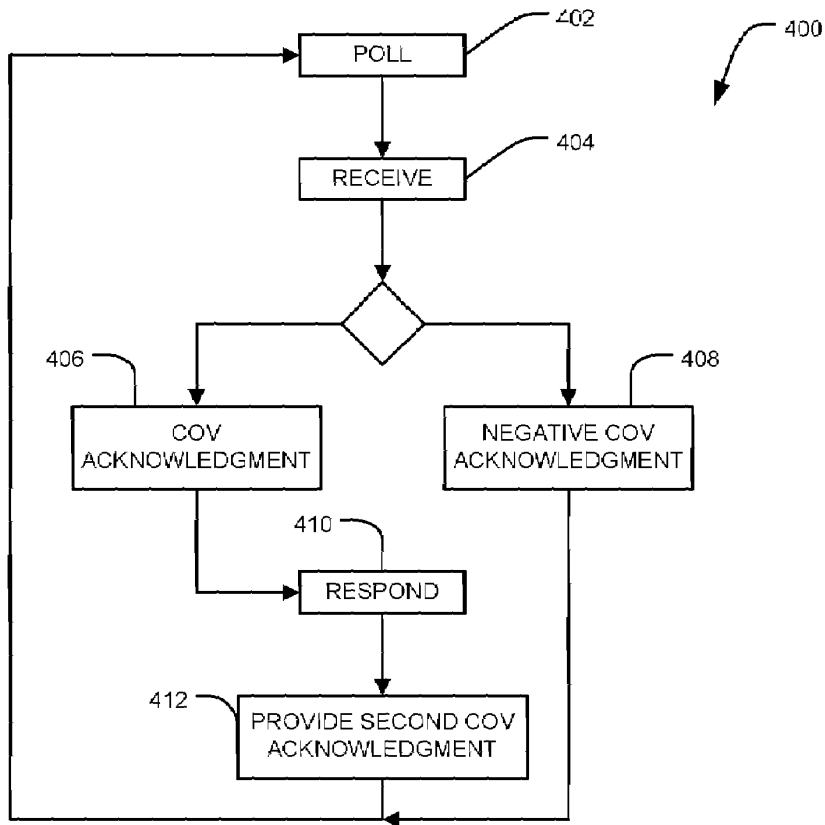 402
POLL
400
404
RECEIVE
406
408
COV
ACKNOWLEDGMENT
NEGATIVE COV
ACKNOWLEDGMENT
410
RESPOND
412
PROVIDE SECOND COV
ACKNOWLEDGMENT